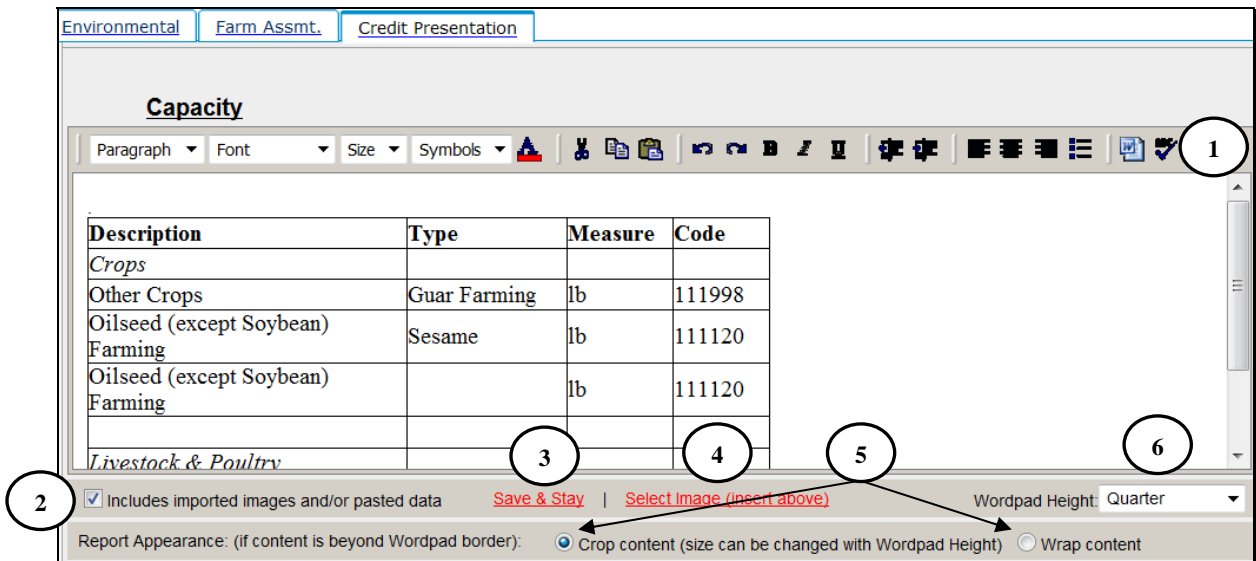 Environmental Farm Assmt. Credit Presentation
Capacity
Paragraph Font Size Symbols A B I U W 1
Description Type Measure Code
Crops
Other Crops Guar Farming lb 111998
Oilseed (except Soybean)
Farming Sesame lb 111120
Oilseed (except Soybean)
Farming lb 111120
Livestock & Poultry
3 4 5 6
2 Includes imported images and/or pasted data Save & Stay | Select Image (insert above) Wordpad Height: Quarter
Report Appearance: (if content is beyond Wordpad border): Crop content (size can be changed with Wordpad Height) Wrap content